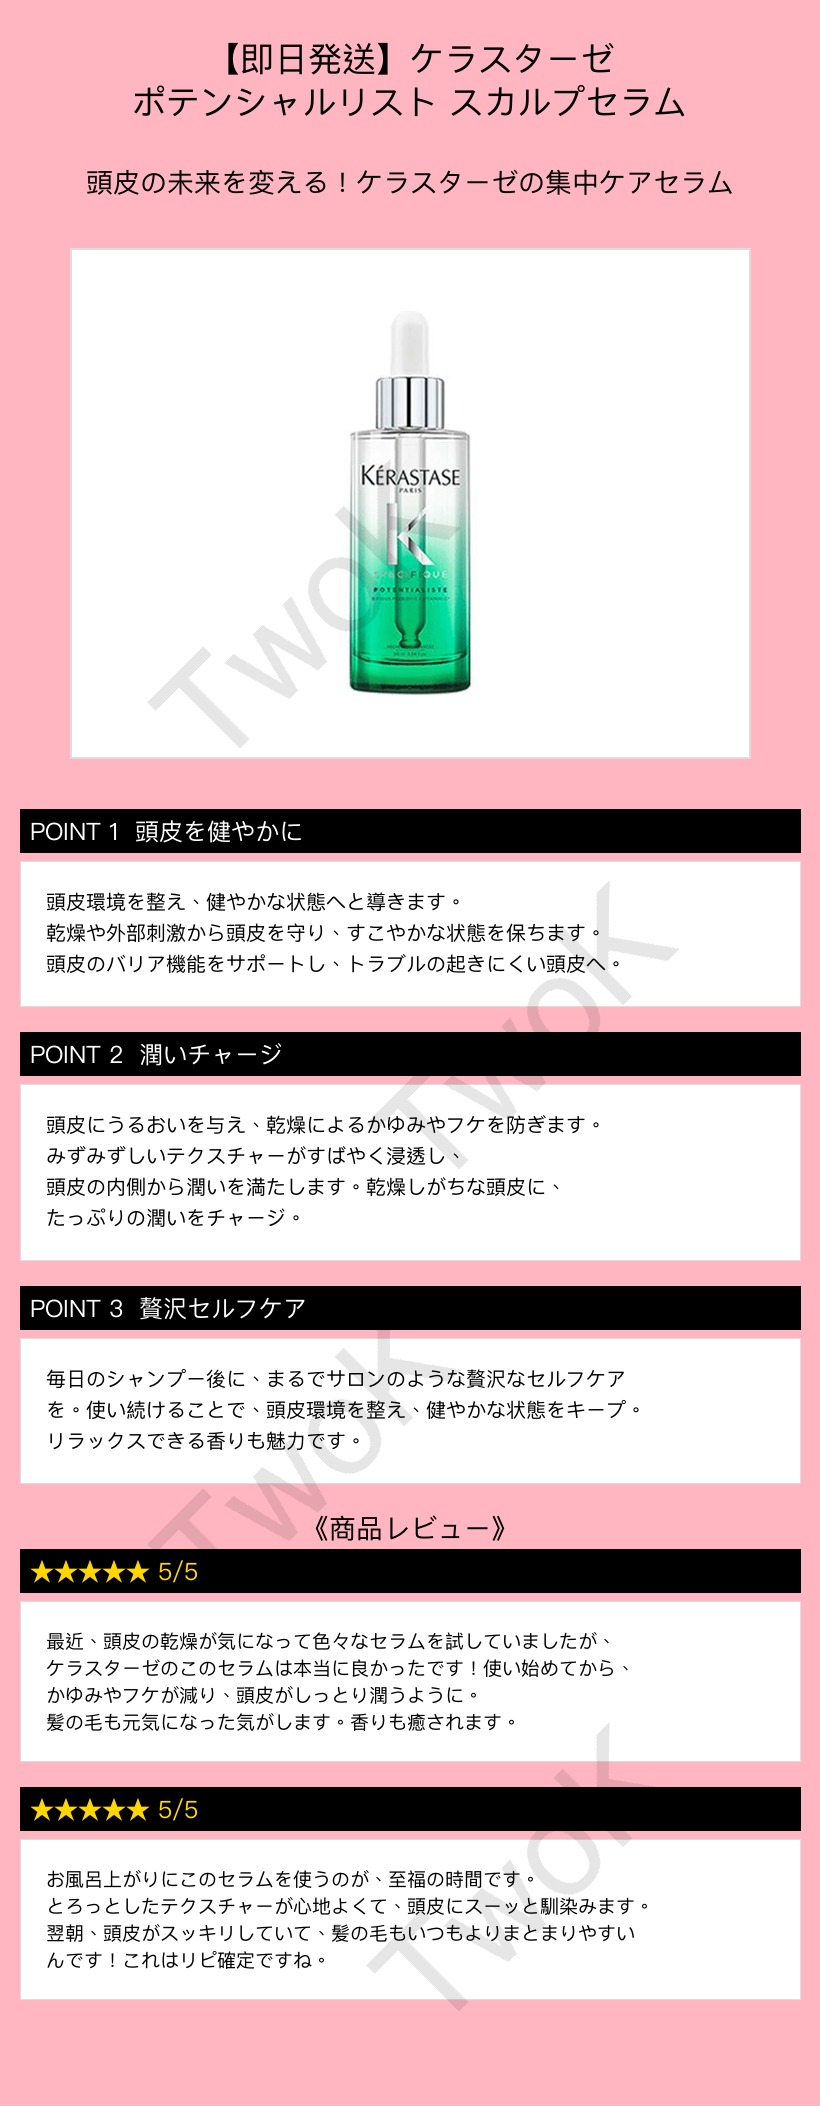 【即日発送】ケラスターゼ
ポテンシャルリスト スカルプセラム
頭皮の未来を変える！ケラスターゼの集中ケアセラム
KÉRASTASE
PARIS
K
SPÉCIFIQUE
POTENTIALISTE
TwoK
POINT 1 頭皮を健やかに
頭皮環境を整え、健やかな状態へと導きます。
乾燥や外部刺激から頭皮を守り、すこやかな状態を保ちます。
頭皮のバリア機能をサポートし、トラブルの起きにくい頭皮へ。
TwoK
POINT 2 潤いチャージ
頭皮にうるおいを与え、乾燥によるかゆみやフケを防ぎます。
みずみずしいテクスチャーがすばやく浸透し、
頭皮の内側から潤いを満たします。乾燥しがちな頭皮に、
たっぷりの潤いをチャージ。
POINT 3 贅沢セルフケア
毎日のシャンプー後に、まるでサロンのような贅沢なセルフケア
を。使い続けることで、頭皮環境を整え、健やかな状態をキープ。
リラックスできる香りも魅力です。
TwoK
《商品レビュー》
★★★★★ 5/5
最近、頭皮の乾燥が気になって色々なセラムを試していましたが、
ケラスターゼのこのセラムは本当に良かったです！使い始めてから、
かゆみやフケが減り、頭皮がしっとり潤うように。
髪の毛も元気になった気がします。香りも癒されます。
★★★★★ 5/5
お風呂上がりにこのセラムを使うのが、至福の時間です。
とろっとしたテクスチャーが心地よくて、頭皮にスーッと馴染みます。
翌朝、頭皮がスッキリしていて、髪の毛もいつもよりまとまりやすい
んです！これはリピ確定ですね。
TwoK